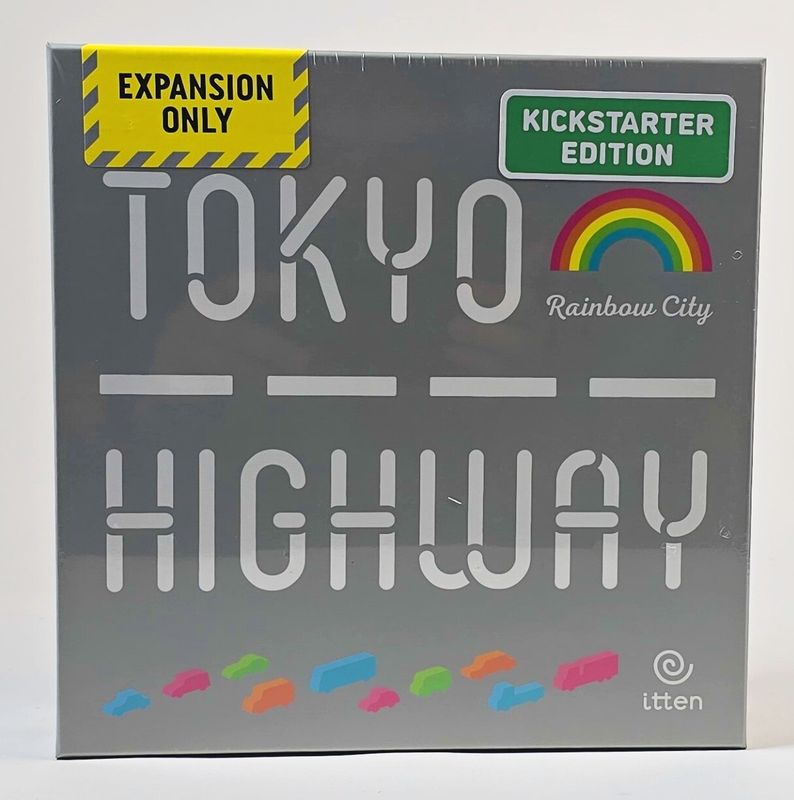 EXPANSION
ONLY
KICKSTARTER
EDITION
TOKYO
Rainbow City
HIGHWAY
itten